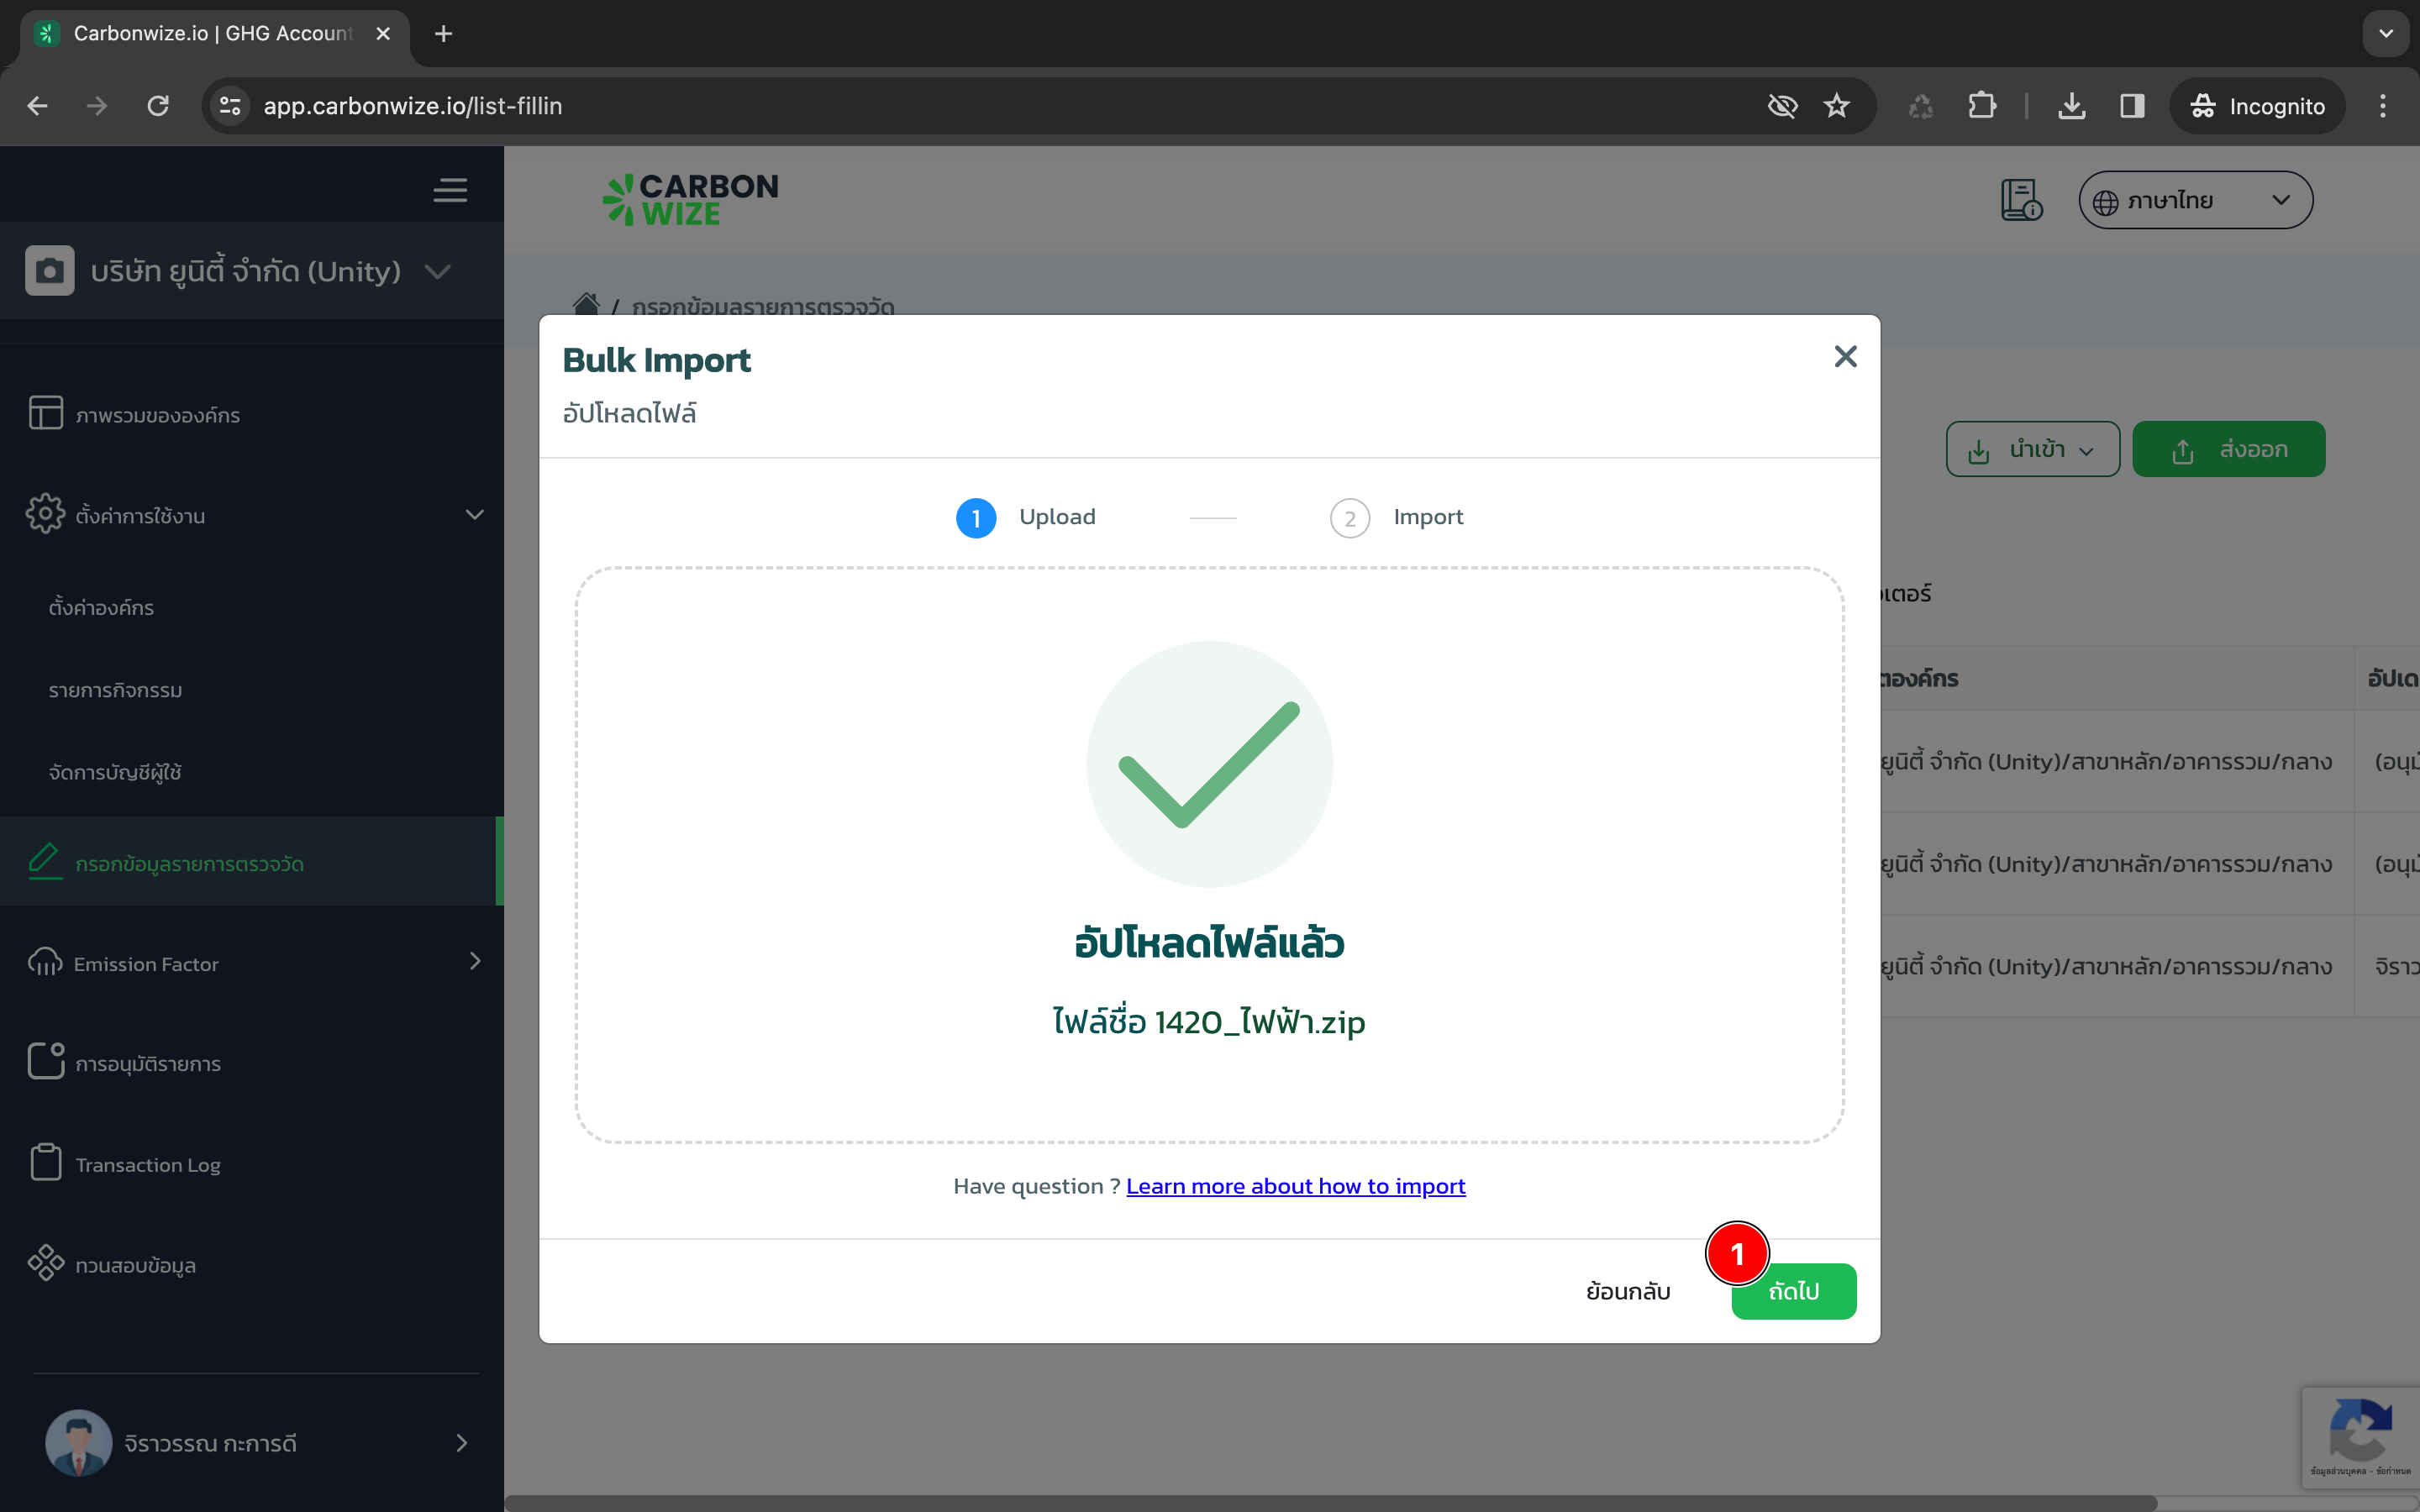 Carbonwize.io | GHG Account
app.carbonwize.io/list-fillin
Incognito
บริษัท ยูนิตี้ จำกัด (Unity)
ภาพรวมขององค์กร
ตั้งค่าการใช้งาน
ตั้งค่าองค์กร
รายการกิจกรรม
จัดการบัญชีผู้ใช้
กรอกข้อมูลรายการตรวจวัด
Emission Factor
การอนุมัติรายการ
Transaction Log
ทวนสอบข้อมูล
จิราวรรณ กะการดี
CARBON
WIZE
ภาษาไทย
/ กรอกข้อมูลรายการตรวจวัด
นำเข้า
ส่งออก
Bulk Import
อัปโหลดไฟล์
1 Upload
2 Import
อัปโหลดไฟล์แล้ว
ไฟล์ชื่อ 1420_ไฟฟ้า.zip
Have question ? Learn more about how to import
1
ย้อนกลับ
ถัดไป
ยูนิตี้ จำกัด (Unity)/สาขาหลัก/อาคารรวม/กลาง
ยูนิตี้ จำกัด (Unity)/สาขาหลัก/อาคารรวม/กลาง
ยูนิตี้ จำกัด (Unity)/สาขาหลัก/อาคารรวม/กลาง
ข้อมูลส่วนบุคคล - ข้อกำหนด